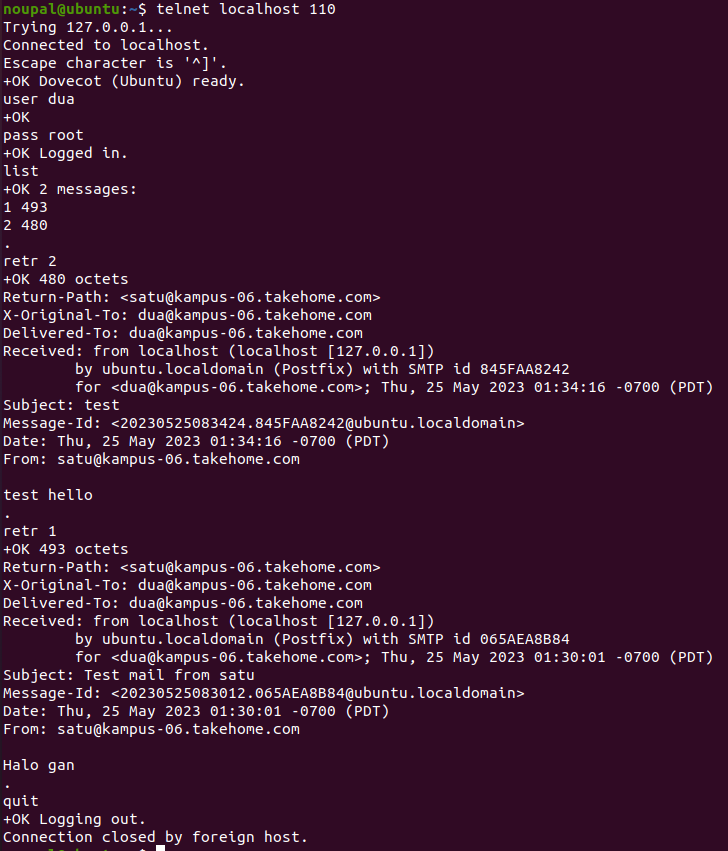 noupal@ubuntu:~$ telnet localhost 110
Trying 127.0.0.1...
Connected to localhost.
Escape character is '^]'.
+OK Dovecot (Ubuntu) ready.
user dua
+OK
pass root
+OK Logged in.
list
+OK 2 messages:
1 493
2 480
.
retr 2
+OK 480 octets
Return-Path: <satu@kampus-06.takehome.com>
X-Original-To: dua@kampus-06.takehome.com
Delivered-To: dua@kampus-06.takehome.com
Received: from localhost (localhost [127.0.0.1])
        by ubuntu.localdomain (Postfix) with SMTP id 845FAA8242
        for <dua@kampus-06.takehome.com>; Thu, 25 May 2023 01:34:16 -0700 (PDT)
Subject: test
Message-Id: <20230525083424.845FAA8242@ubuntu.localdomain>
Date: Thu, 25 May 2023 01:34:16 -0700 (PDT)
From: satu@kampus-06.takehome.com

test hello
.
retr 1
+OK 493 octets
Return-Path: <satu@kampus-06.takehome.com>
X-Original-To: dua@kampus-06.takehome.com
Delivered-To: dua@kampus-06.takehome.com
Received: from localhost (localhost [127.0.0.1])
        by ubuntu.localdomain (Postfix) with SMTP id 065AEA8B84
        for <dua@kampus-06.takehome.com>; Thu, 25 May 2023 01:30:01 -0700 (PDT)
Subject: Test mail from satu
Message-Id: <20230525083012.065AEA8B84@ubuntu.localdomain>
Date: Thu, 25 May 2023 01:30:01 -0700 (PDT)
From: satu@kampus-06.takehome.com

Halo gan
.
quit
+OK Logging out.
Connection closed by foreign host.